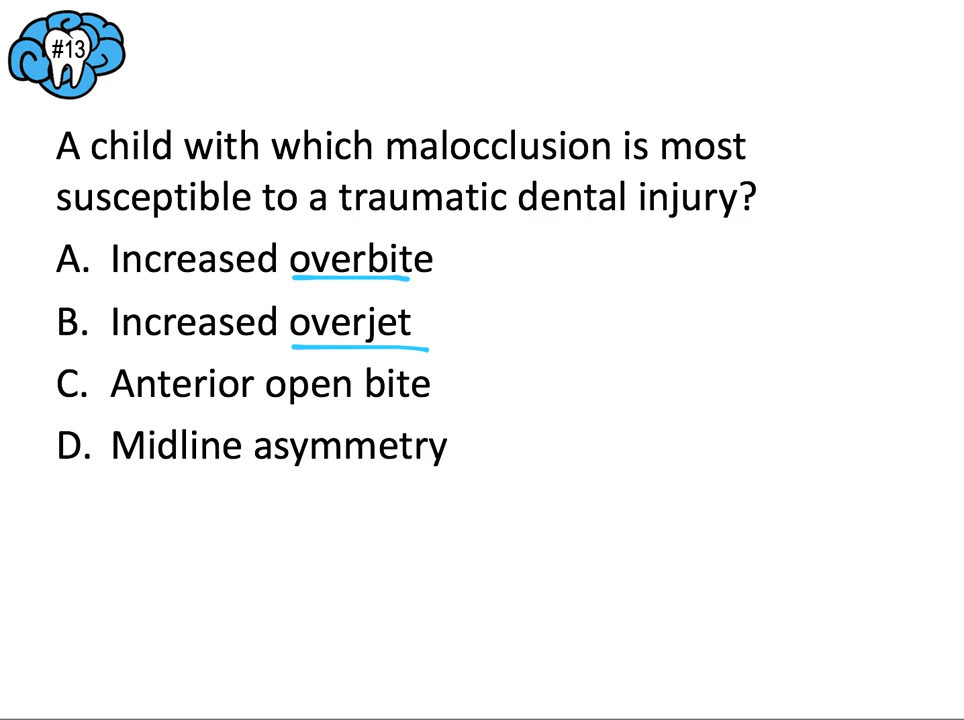 #13
A child with which malocclusion is most
susceptible to a traumatic dental injury?
A. Increased overbite
B. Increased overjet
C. Anterior open bite
D. Midline asymmetry